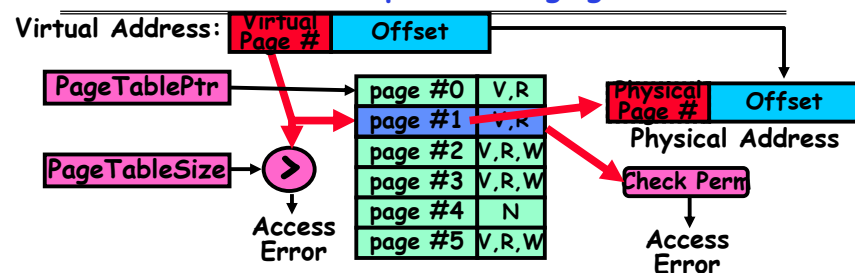 Virtual Address:
Virtual
Page #
Offset
PageTablePtr
page #0 V,R
page #1 V,R
page #2 V,R,W
page #3 V,R,W
page #4 N
page #5 V,R,W
Physical
Page #
Offset
Physical Address
PageTableSize
>
Access
Error
Check Perm
Access
Error